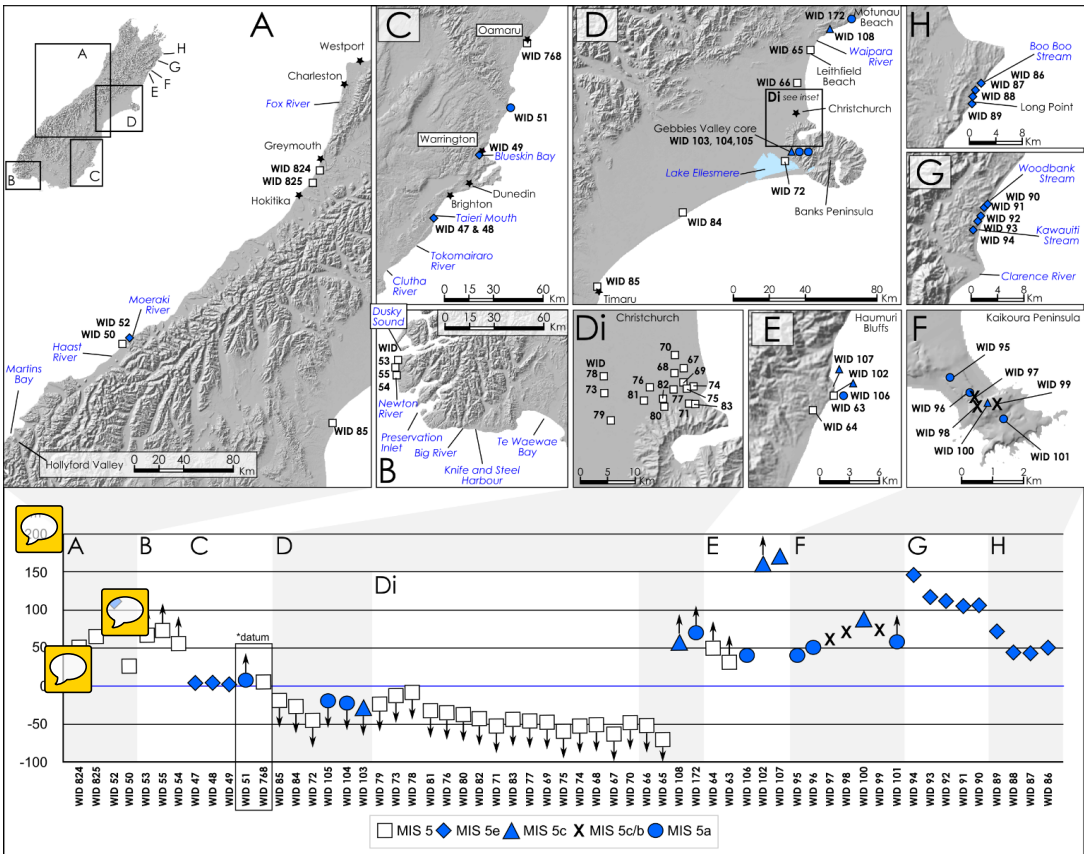 A
B
C
D
E
F
G
H
A
Westport
Charleston
Fox River
Greymouth
WID 824
WID 825
Hokitika
Moeraki
River
WID 52
WID 50
Haast
River
Martins
Bay
Hollyford Valley
WID 85
0 40 80
Km
C
Oamaru
WID 768
WID 51
Warrington
WID 49
Blueskin Bay
Dunedin
Brighton
Taieri Mouth
WID 47 & 48
Tokomairaro
River
Clutha
River
0 15 30 45 60
Km
0 15 30 45 60
Km
Dusky
Sound
WID
53
55
54
Newton
River
Preservation
Inlet
Big River
Te Waewae
Bay
Knife and Steel
Harbour
B
D
WID 172
Motunau
Beach
WID 108
WID 65
Waipara
River
Leithfield
Beach
WID 66
Di see inset
Christchurch
Gebbies Valley core
WID 103, 104,105
Lake Ellesmere
WID 72
WID 84
Banks Peninsula
WID 85
Timaru
0 40 80
Km
Di
Christchurch
WID
78
73
79
70
67
68
69
76
82
74
81
77
75
80
71
83
0 5 10
Km
E
Haumuri
Bluffs
WID 107
WID 102
WID 106
WID 63
WID 64
0 3 6
Km
H
Boo Boo
Stream
WID 86
WID 87
WID 88
Long Point
WID 89
0 2 4
Km
G
Woodbank
Stream
WID 90
WID 91
WID 92
WID 93
Kawauiti
Stream
WID 94
Clarence River
0 2 4
Km
F
Kaikoura Peninsula
WID 95
WID 97
WID 99
WID 96
WID 98
WID 100
WID 101
0 1 2
Km
200
150
100
50
0
-50
-100
A
B
C
D
Di
E
F
G
H
*datum
WID 824
WID 825
WID 52
WID 50
WID 53
WID 55
WID 54
WID 47
WID 48
WID 49
WID 51
WID 768
WID 85
WID 84
WID 72
WID 105
WID 104
WID 103
WID 79
WID 73
WID 78
WID 81
WID 76
WID 80
WID 82
WID 71
WID 83
WID 77
WID 69
WID 75
WID 74
WID 68
WID 67
WID 70
WID 66
WID 65
WID 108
WID 172
WID 64
WID 63
WID 106
WID 102
WID 107
WID 95
WID 96
WID 97
WID 98
WID 100
WID 99
WID 101
WID 94
WID 93
WID 92
WID 91
WID 90
WID 89
WID 88
WID 87
WID 86
MIS 5
MIS 5e
MIS 5c
X MIS 5c/b
MIS 5a